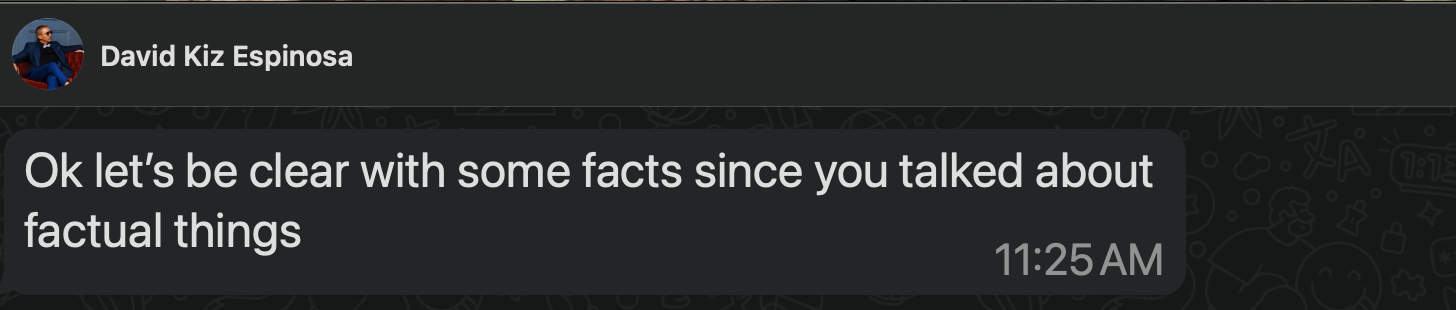 David Kiz Espinosa
Ok let’s be clear with some facts since you talked about
factual things
11:25 AM